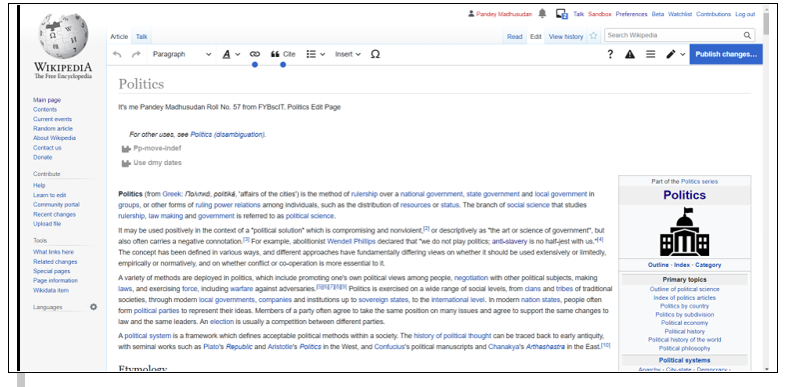 Pandey Madhusudan Talk Sandbox Preferences Beta Watchlist Contributions Log out
Article Talk
Read Edit View history Search Wikipedia
Paragraph A Cite Insert Ω ? Publish changes...
WIKIPEDIA
The Free Encyclopedia
Main page
Contents
Current events
Random article
About Wikipedia
Contact us
Donate
Contribute
Help
Learn to edit
Community portal
Recent changes
Upload file
Tools
What links here
Related changes
Special pages
Page information
Wikidata item
Languages
Politics
It's me Pandey Madhusudan Roll No. 57 from FYBscIT. Politics Edit Page
For other uses, see Politics (disambiguation).
Pp-move-indef
Use dmy dates
Politics (from Greek: Πολιτικά, politiká, 'affairs of the cities') is the method of rulership over a national government, state government and local government in
groups, or other forms of ruling power relations among individuals, such as the distribution of resources or status. The branch of social science that studies
rulership, law making and government is referred to as political science.
It may be used positively in the context of a "political solution" which is compromising and nonviolent,[2] or descriptively as "the art or science of government", but
also often carries a negative connotation.[3] For example, abolitionist Wendell Phillips declared that "we do not play politics; anti-slavery is no half-jest with us."[4]
The concept has been defined in various ways, and different approaches have fundamentally differing views on whether it should be used extensively or limitedly,
empirically or normatively, and on whether conflict or co-operation is more essential to it.
A variety of methods are deployed in politics, which include promoting one's own political views among people, negotiation with other political subjects, making
laws, and exercising force, including warfare against adversaries.[5][6][7][8][9] Politics is exercised on a wide range of social levels, from clans and tribes of traditional
societies, through modern local governments, companies and institutions up to sovereign states, to the international level. In modern nation states, people often
form political parties to represent their ideas. Members of a party often agree to take the same position on many issues and agree to support the same changes to
law and the same leaders. An election is usually a competition between different parties.
A political system is a framework which defines acceptable political methods within a society. The history of political thought can be traced back to early antiquity,
with seminal works such as Plato's Republic and Aristotle's Politics in the West, and Confucius's political manuscripts and Chanakya's Arthashastra in the East.[10]
Etymology
Part of the Politics series
Politics
Outline · Index · Category
Primary topics
Outline of political science
Index of politics articles
Politics by country
Politics by subdivision
Political economy
Political history
Political history of the world
Political philosophy
Political systems
Anarchy · City-state · Democracy ·